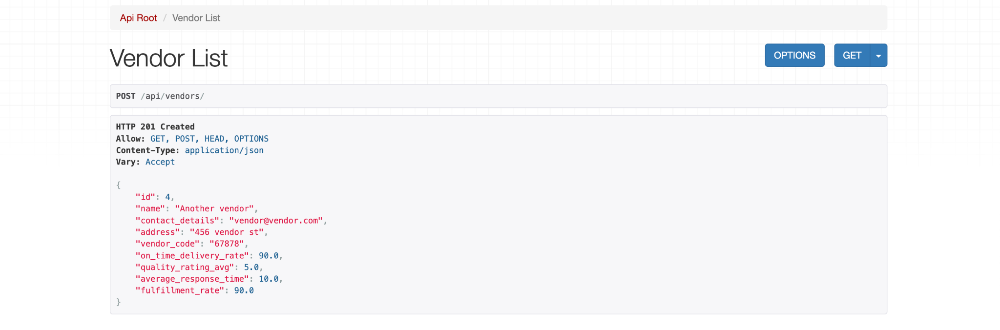 Api Root / Vendor List
Vendor List
OPTIONS
GET
POST /api/vendors/
HTTP 201 Created
Allow: GET, POST, HEAD, OPTIONS
Content-Type: application/json
Vary: Accept
{
    "id": 4,
    "name": "Another vendor",
    "contact_details": "vendor@vendor.com",
    "address": "456 vendor st",
    "vendor_code": "67878",
    "on_time_delivery_rate": 90.0,
    "quality_rating_avg": 5.0,
    "average_response_time": 10.0,
    "fulfillment_rate": 90.0
}